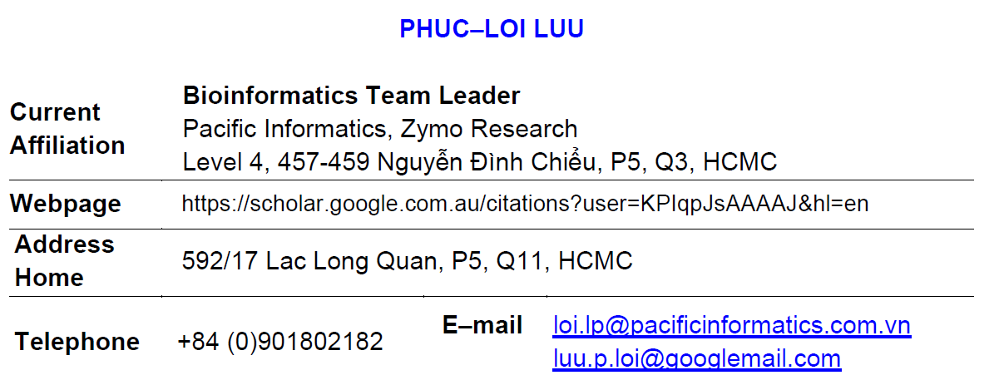 PHUC–LOI LUU
Current
Affiliation
Bioinformatics Team Leader
Pacific Informatics, Zymo Research
Level 4, 457-459 Nguyễn Đình Chiểu, P5, Q3, HCMC
Webpage
https://scholar.google.com.au/citations?user=KPIqpJsAAAAJ&hl=en
Address
Home
592/17 Lac Long Quan, P5, Q11, HCMC
Telephone
+84 (0)901802182
E–mail
loi.lp@pacificinformatics.com.vn
luu.p.loi@googlemail.com